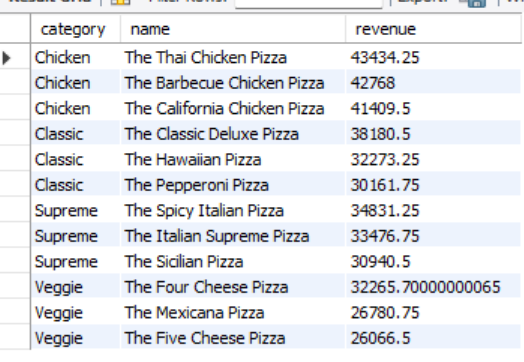 category name revenue
Chicken The Thai Chicken Pizza 43434.25
Chicken The Barbecue Chicken Pizza 42768
Chicken The California Chicken Pizza 41409.5
Classic The Classic Deluxe Pizza 38180.5
Classic The Hawaiian Pizza 32273.25
Classic The Pepperoni Pizza 30161.75
Supreme The Spicy Italian Pizza 34831.25
Supreme The Italian Supreme Pizza 33476.75
Supreme The Sicilian Pizza 30940.5
Veggie The Four Cheese Pizza 32265.70000000065
Veggie The Mexicana Pizza 26780.75
Veggie The Five Cheese Pizza 26066.5